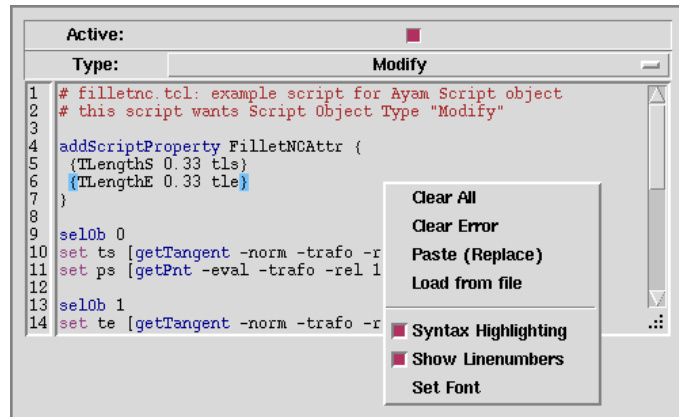 Active:
Type: Modify
1 # filletnc.tcl: example script for Ayam Script object
2 # this script wants Script Object Type "Modify"
3
4 addScriptProperty FilletNCAttr {
5 {TLengthS 0.33 tls}
6 {TLengthE 0.33 tle}
7 }
8
9 selOb 0
10 set ts [getTangent -norm -trafo -r
11 set ps [getPnt -eval -trafo -rel 1
12
13 selOb 1
14 set te [getTangent -norm -trafo -r
Clear All
Clear Error
Paste (Replace)
Load from file
Syntax Highlighting
Show Linenumbers
Set Font